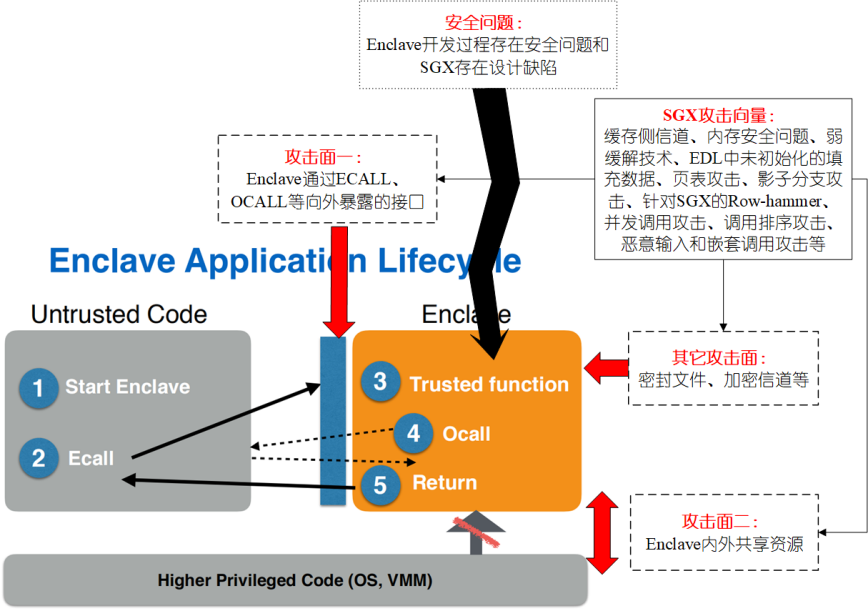 安全问题：
Enclave开发过程存在安全问题和
SGX存在设计缺陷
SGX攻击向量：
缓存侧信道、内存安全问题、弱
缓解技术、EDL中未初始化的填
充数据、页表攻击、影子分支攻
击、针对SGX的Row-hammer、
并发调用攻击、调用排序攻击、
恶意输入和嵌套调用攻击等
攻击面一：
Enclave通过ECALL、
OCALL等向外暴露的接口
Enclave Application Lifecycle
Untrusted Code
Enclave
1 Start Enclave
2 Ecall
3 Trusted function
4 Ocall
5 Return
其它攻击面：
密封文件、加密信道等
攻击面二：
Enclave内外共享资源
Higher Privileged Code (OS, VMM)